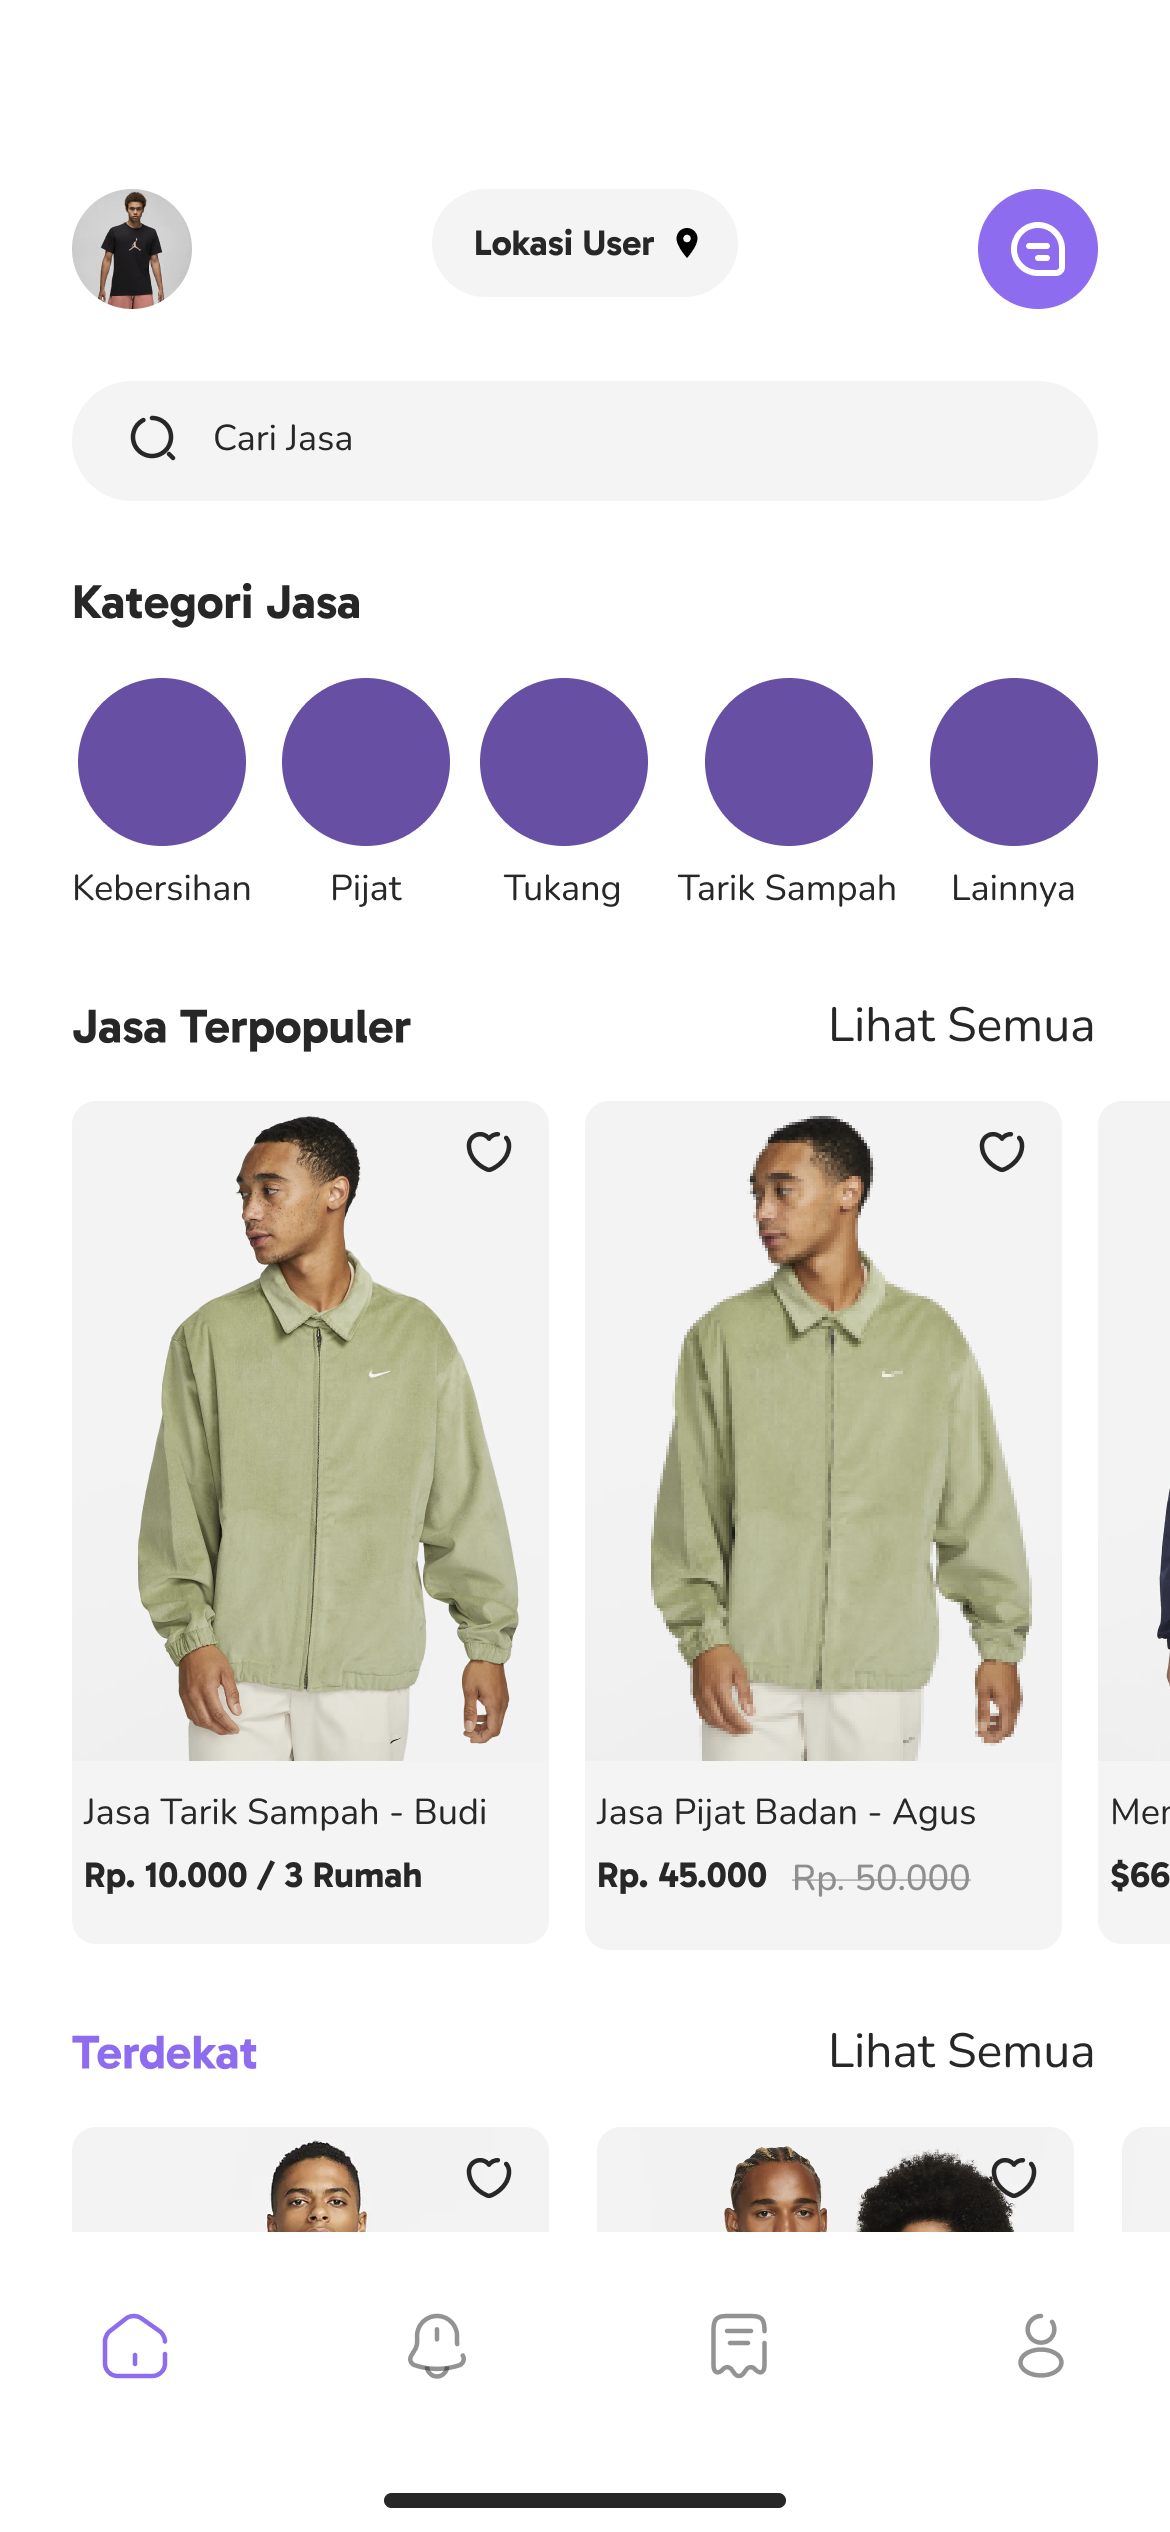 Lokasi User
Cari Jasa
Kategori Jasa
Kebersihan
Pijat
Tukang
Tarik Sampah
Lainnya
Jasa Terpopuler
Lihat Semua
Jasa Tarik Sampah - Budi
Rp. 10.000 / 3 Rumah
Jasa Pijat Badan - Agus
Rp. 45.000 Rp. 50.000
$66
Terdekat
Lihat Semua